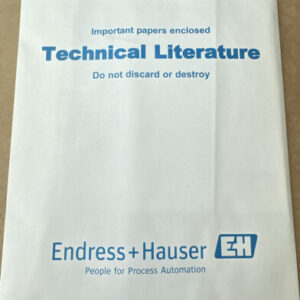 Important papers enclosed
Technical Literature
Do not discard or destroy
Endress+Hauser EH
People for Process Automation